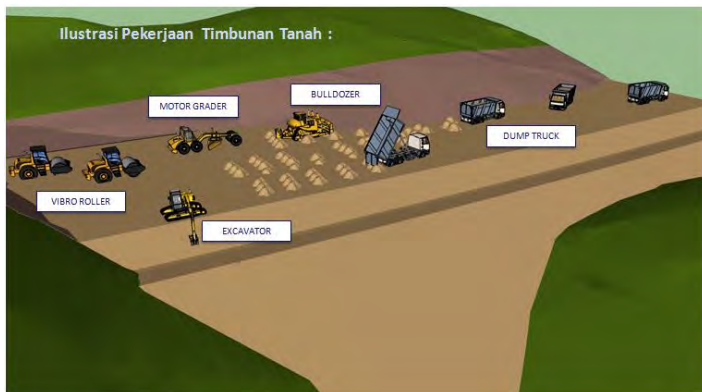 Ilustrasi Pekerjaan Timbunan Tanah :
BULLDOZER
MOTOR GRADER
DUMP TRUCK
VIBRO ROLLER
EXCAVATOR